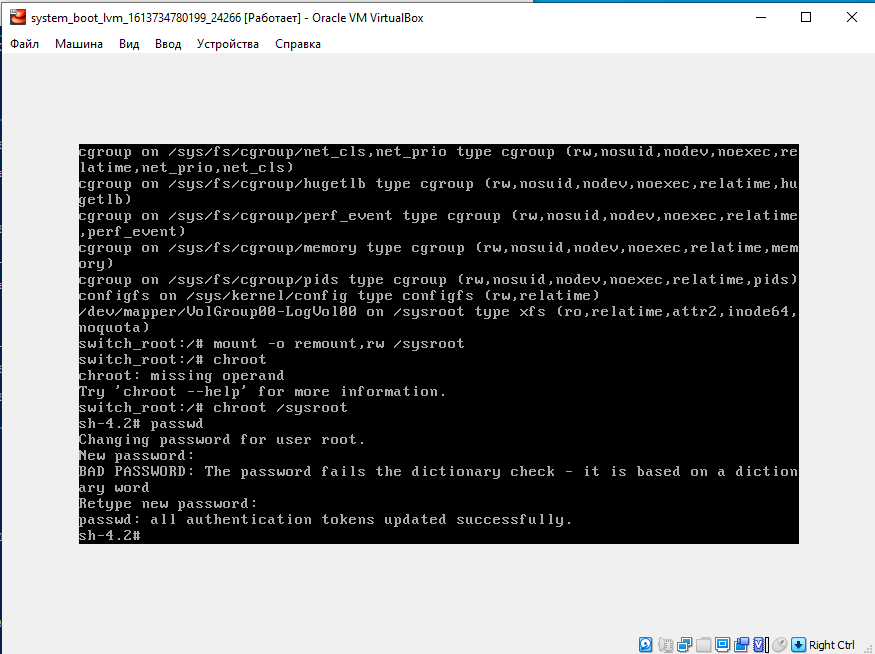 system_boot_lvm_1613734780199_24266 [Работает] - Oracle VM VirtualBox
Файл Машина Вид Ввод Устройства Справка
cgroup on /sys/fs/cgroup/net_cls,net_prio type cgroup (rw,nosuid,nodev,noexec,re
latime,net_prio,net_cls)
cgroup on /sys/fs/cgroup/hugetlb type cgroup (rw,nosuid,nodev,noexec,relatime,hu
getlb)
cgroup on /sys/fs/cgroup/perf_event type cgroup (rw,nosuid,nodev,noexec,relatime
,perf_event)
cgroup on /sys/fs/cgroup/memory type cgroup (rw,nosuid,nodev,noexec,relatime,mem
ory)
cgroup on /sys/fs/cgroup/pids type cgroup (rw,nosuid,nodev,noexec,relatime,pids)
configfs on /sys/kernel/config type configfs (rw,relatime)
/dev/mapper/VolGroup00-LogVol00 on /sysroot type xfs (ro,relatime,attr2,inode64,
noquota)
switch_root:/# mount -o remount,rw /sysroot
switch_root:/# chroot
chroot: missing operand
Try 'chroot --help' for more information.
switch_root:/# chroot /sysroot
sh-4.2# passwd
Changing password for user root.
New password:
BAD PASSWORD: The password fails the dictionary check - it is based on a diction
ary word
Retype new password:
passwd: all authentication tokens updated successfully.
sh-4.2#
Right Ctrl